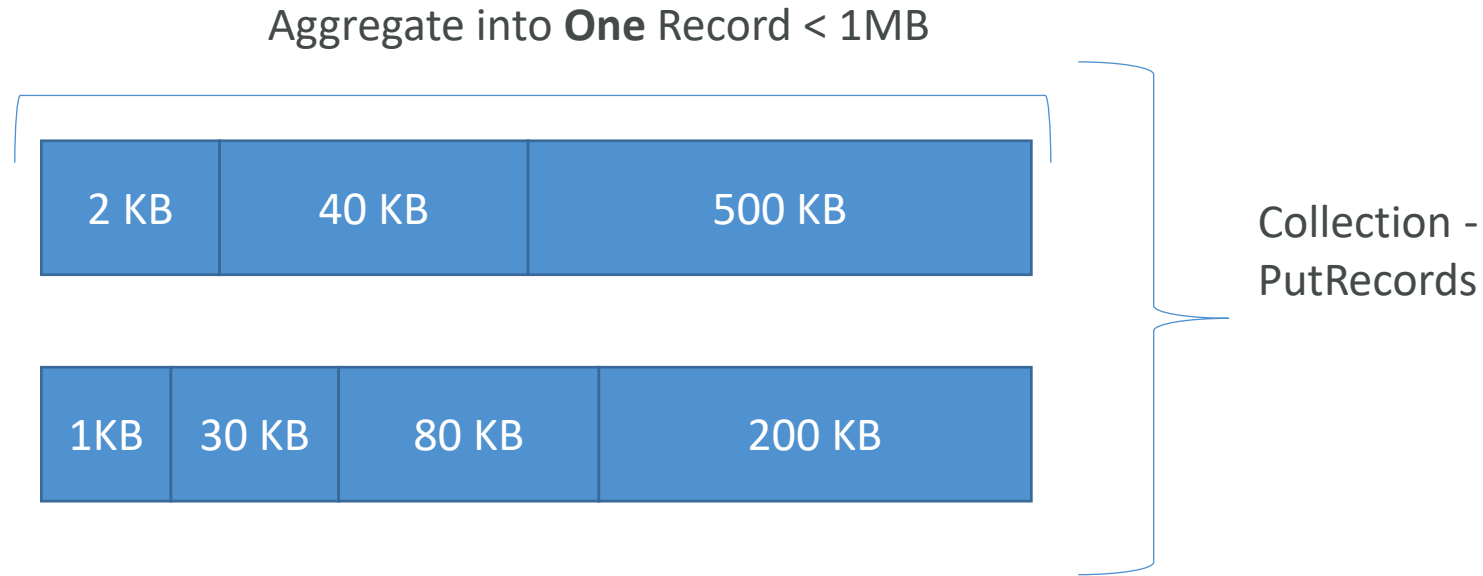 Aggregate into One Record < 1MB
2 KB 40 KB 500 KB
Collection -
PutRecords
1KB 30 KB 80 KB 200 KB